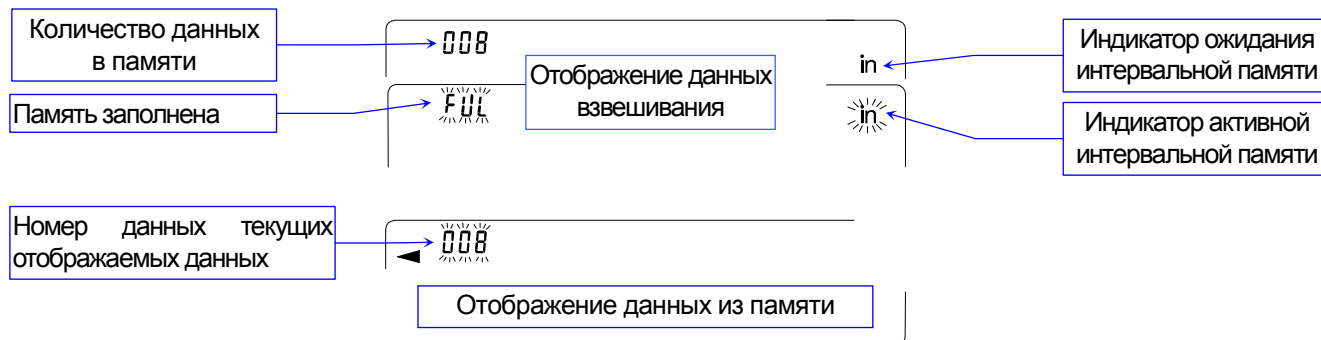 Количество данных
в памяти
008
Отображение данных
взвешивания
in
Индикатор ожидания
интервальной памяти
Память заполнена
FUL
in
Индикатор активной
интервальной памяти
Номер данных текущих
отображаемых данных
008
Отображение данных из памяти